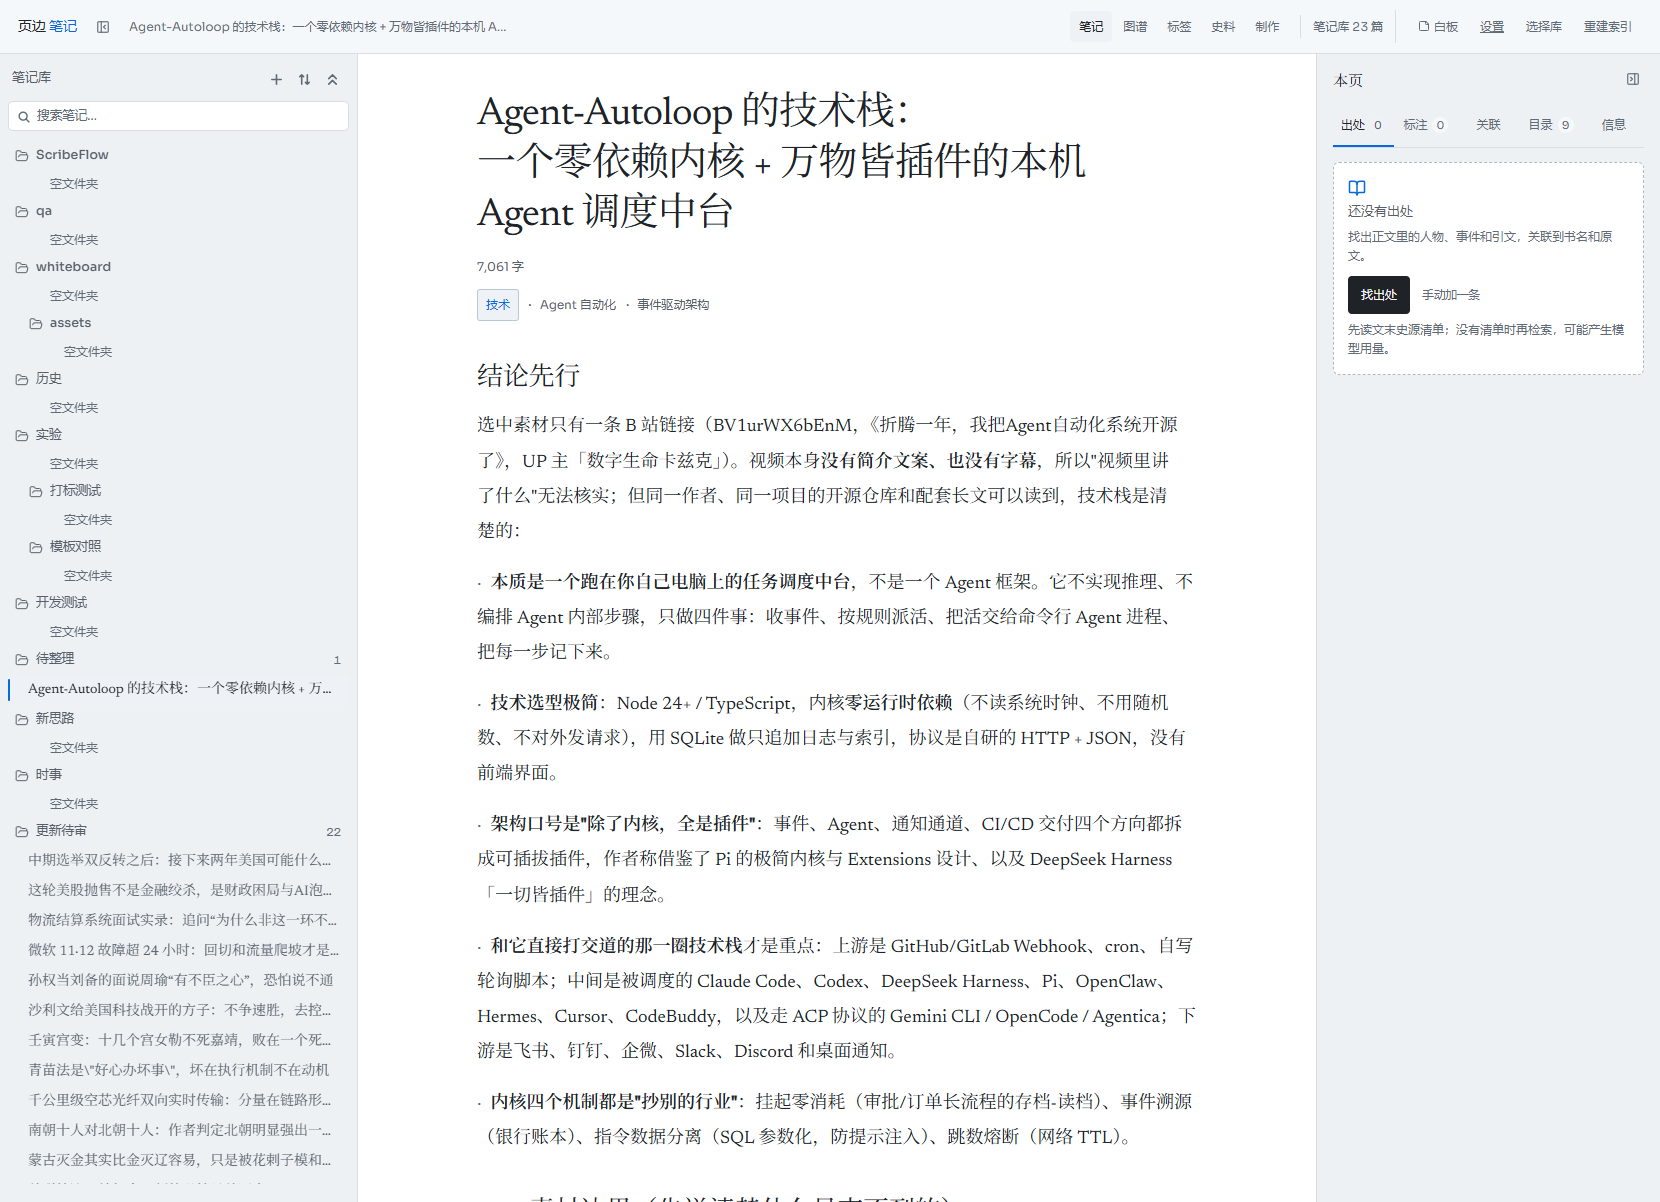 页边 笔记
Agent-Autoloop 的技术栈：一个零依赖内核 + 万物皆插件的本机 A...
笔记 图谱 标签 史料 制作 笔记库 23 篇 白板 设置 选择库 重建索引
笔记库
搜索笔记...
ScribeFlow
空文件夹
qa
空文件夹
whiteboard
空文件夹
assets
空文件夹
历史
空文件夹
实验
空文件夹
打标测试
空文件夹
模板对照
空文件夹
开发测试
空文件夹
待整理 1
Agent-Autoloop 的技术栈：一个零依赖内核 + 万...
新思路
空文件夹
时事
空文件夹
更新待审 22
中期选举双反转之后：接下来两年美国可能什么...
这轮美股抛售不是金融绞杀，是财政困局与AI泡...
物流结算系统面试实录：追问“为什么非这一环不...
微软 11-12 故障超 24 小时：回切和流量爬坡才是...
孙权当刘备的面说周瑜“有不臣之心”，恐怕说不通
沙利文给美国科技战开的方子：不争速胜，去控...
壬寅宫变：十几个宫女勒不死嘉靖，败在一个死...
青苗法是\"好心办坏事\"，坏在执行机制不在动机
千公里级空芯光纤双向实时传输：分量在链路形...
南朝十人对北朝十人：作者判定北朝明显强出一...
蒙古灭金其实比金灭辽容易，只是被花剌子模和...
Agent-Autoloop 的技术栈：
一个零依赖内核 + 万物皆插件的本机
Agent 调度中台
7,061 字
技术 · Agent 自动化 · 事件驱动架构
结论先行
选中素材只有一条 B 站链接（BV1urWX6bEnM，《折腾一年，我把Agent自动化系统开源
了》，UP 主「数字生命卡兹克」）。视频本身没有简介文案、也没有字幕，所以"视频里讲
了什么"无法核实；但同一作者、同一项目的开源仓库和配套长文可以读到，技术栈是清
楚的：
· 本质是一个跑在你自己电脑上的任务调度中台，不是一个 Agent 框架。它不实现推理、不
编排 Agent 内部步骤，只做四件事：收事件、按规则派活、把活交给命令行 Agent 进程、
把每一步记下来。
· 技术选型极简：Node 24+ / TypeScript，内核零运行时依赖（不读系统时钟、不用随机
数、不对外发请求），用 SQLite 做只追加日志与索引，协议是自研的 HTTP + JSON，没有
前端界面。
· 架构口号是"除了内核，全是插件"：事件、Agent、通知通道、CI/CD 交付四个方向都拆
成可插拔插件，作者称借鉴了 Pi 的极简内核与 Extensions 设计、以及 DeepSeek Harness
「一切皆插件」的理念。
· 和它直接打交道的那一圈技术栈才是重点：上游是 GitHub/GitLab Webhook、cron、自写
轮询脚本；中间是被调度的 Claude Code、Codex、DeepSeek Harness、Pi、OpenClaw、
Hermes、Cursor、CodeBuddy，以及走 ACP 协议的 Gemini CLI / OpenCode / Agentica；下
游是飞书、钉钉、企微、Slack、Discord 和桌面通知。
· 内核四个机制都是"抄别的行业"：挂起零消耗（审批/订单长流程的存档-读档）、事件溯源
（银行账本）、指令数据分离（SQL 参数化，防提示注入）、跳数熔断（网络 TTL）。
本页
出处 0 标注 0 关联 目录 9 信息
还没有出处
找出正文里的人物、事件和引文，关联到书名和原
文。
找出处 手动加一条
先读文末史源清单；没有清单时再检索，可能产生模
型用量。